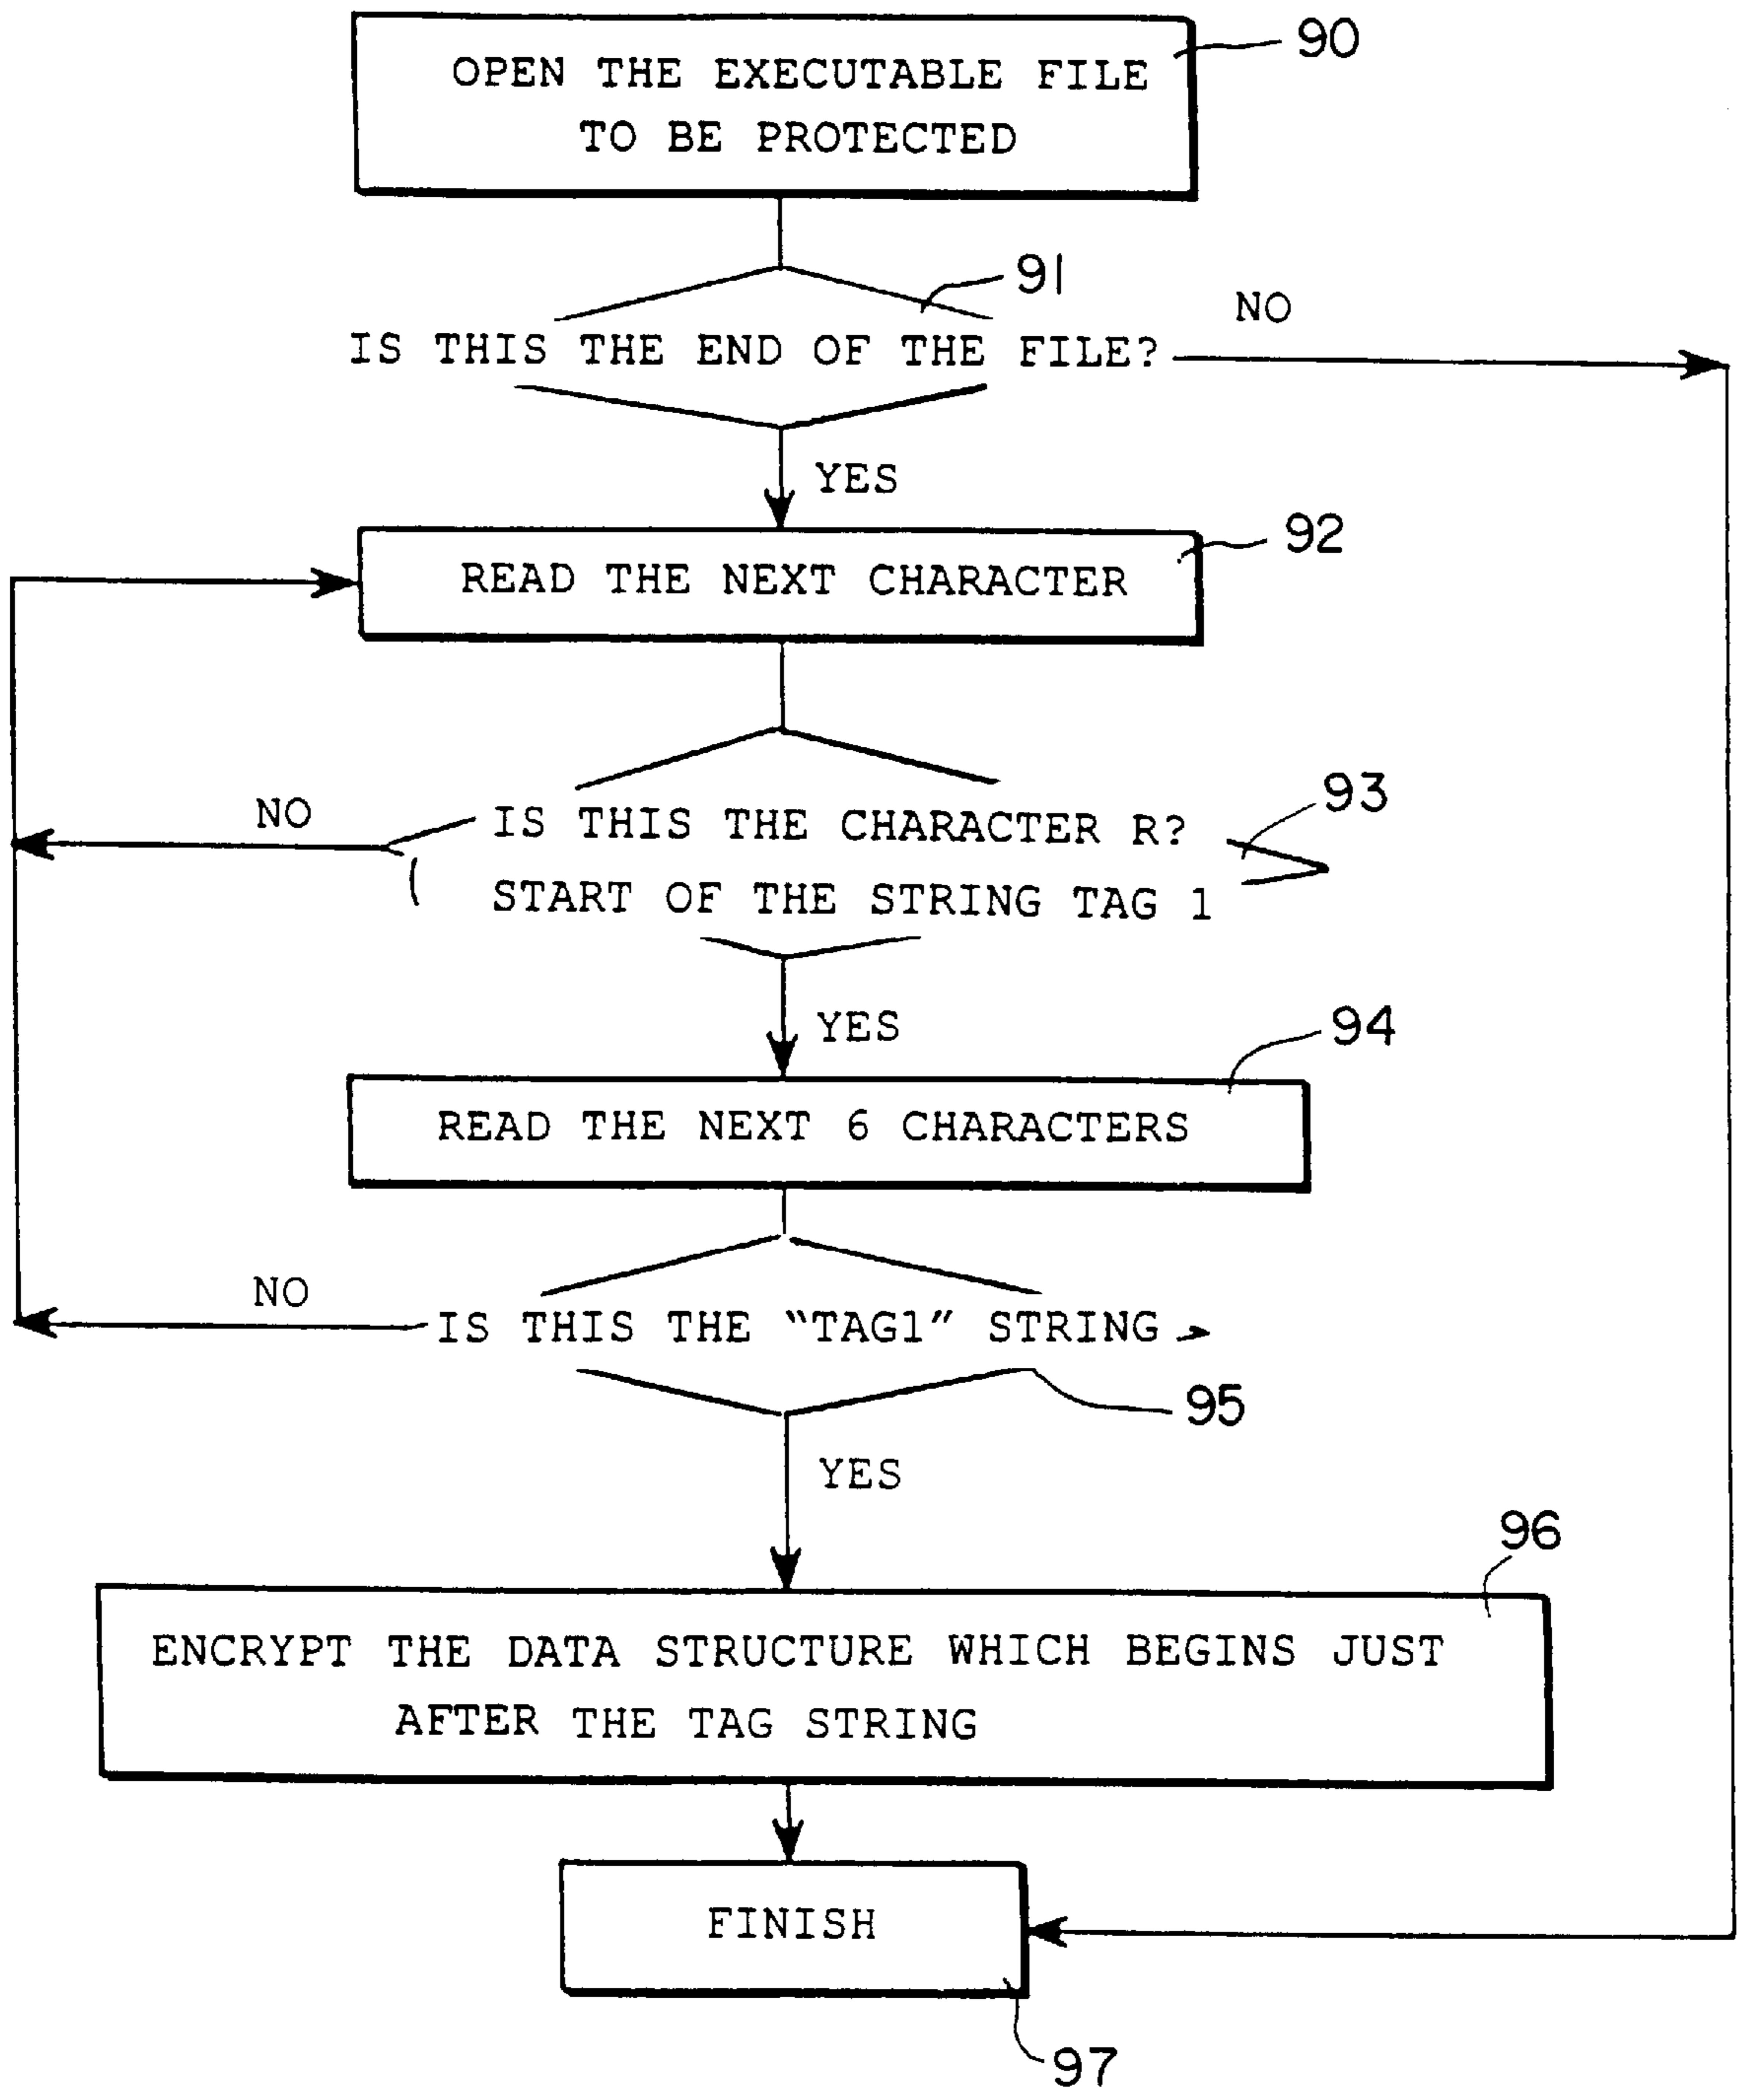 90
OPEN THE EXECUTABLE FILE
TO BE PROTECTED
91
NO
IS THIS THE END OF THE FILE?
YES
92
READ THE NEXT CHARACTER
93
NO
IS THIS THE CHARACTER R?
( START OF THE STRING TAG 1
YES
94
READ THE NEXT 6 CHARACTERS
NO
IS THIS THE “TAG1” STRING
95
YES
96
ENCRYPT THE DATA STRUCTURE WHICH BEGINS JUST
AFTER THE TAG STRING
FINISH
97